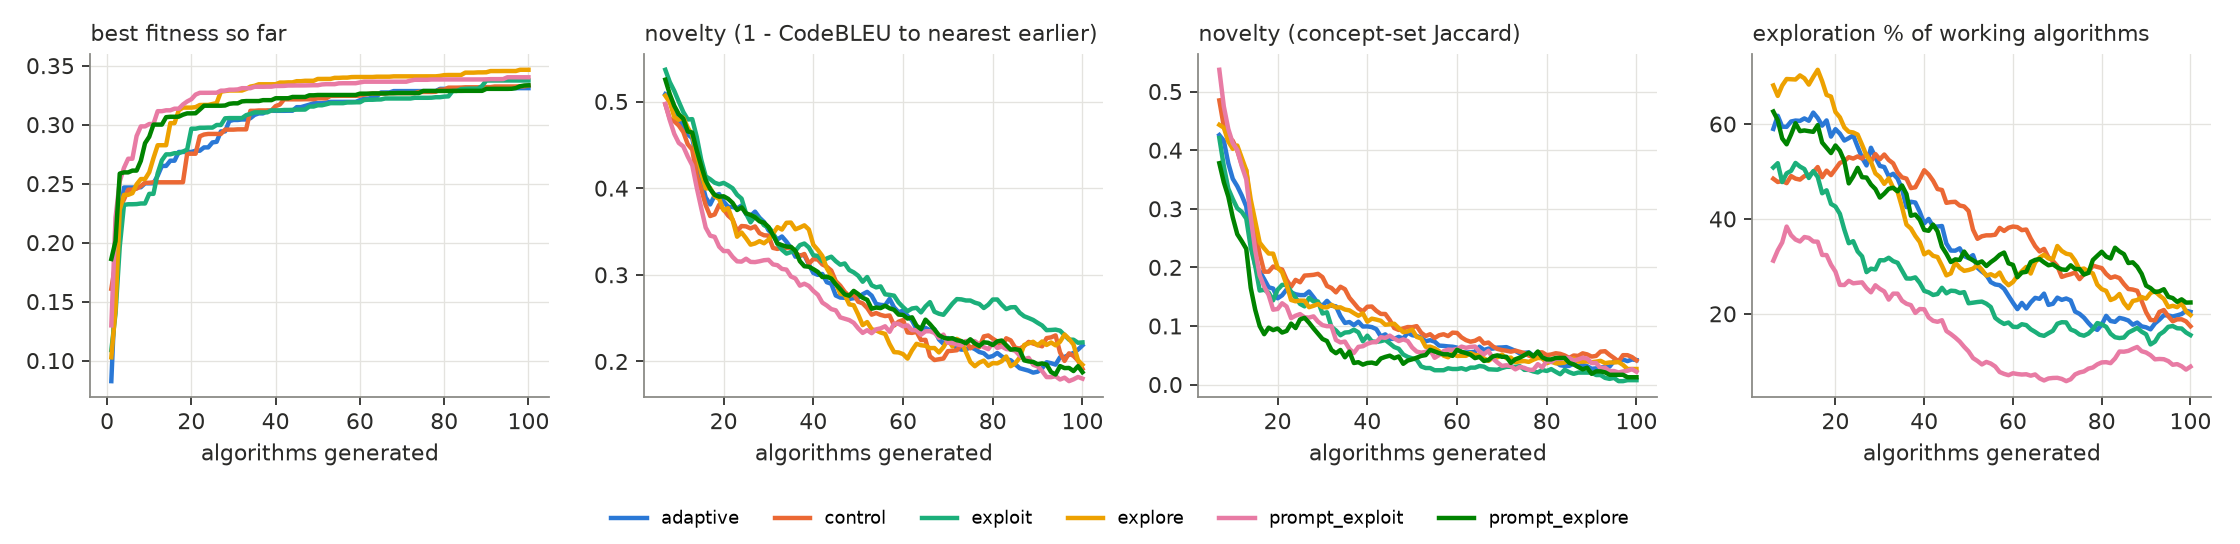 best fitness so far
0.35
0.30
0.25
0.20
0.15
0.10
0 20 40 60 80 100
algorithms generated
novelty (1 - CodeBLEU to nearest earlier)
0.5
0.4
0.3
0.2
20 40 60 80 100
algorithms generated
novelty (concept-set Jaccard)
0.5
0.4
0.3
0.2
0.1
0.0
20 40 60 80 100
algorithms generated
exploration % of working algorithms
60
40
20
20 40 60 80 100
algorithms generated
adaptive control exploit explore prompt_exploit prompt_explore